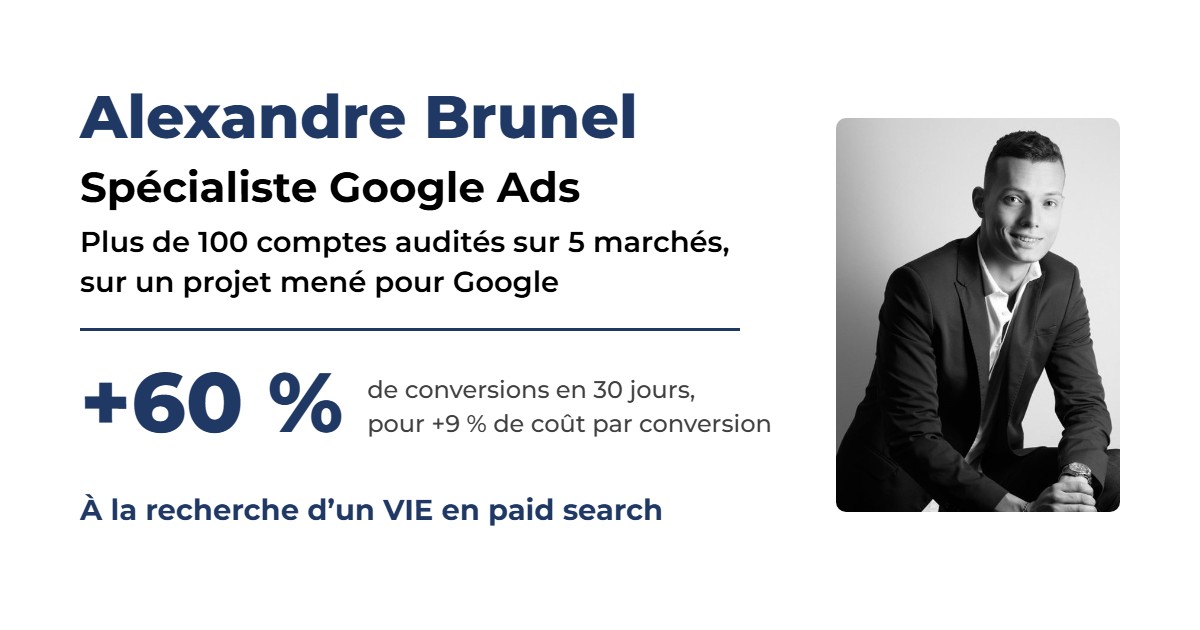 Alexandre Brunel
Spécialiste Google Ads
Plus de 100 comptes audités sur 5 marchés,
sur un projet mené pour Google
+60 %
de conversions en 30 jours,
pour +9 % de coût par conversion
À la recherche d’un VIE en paid search